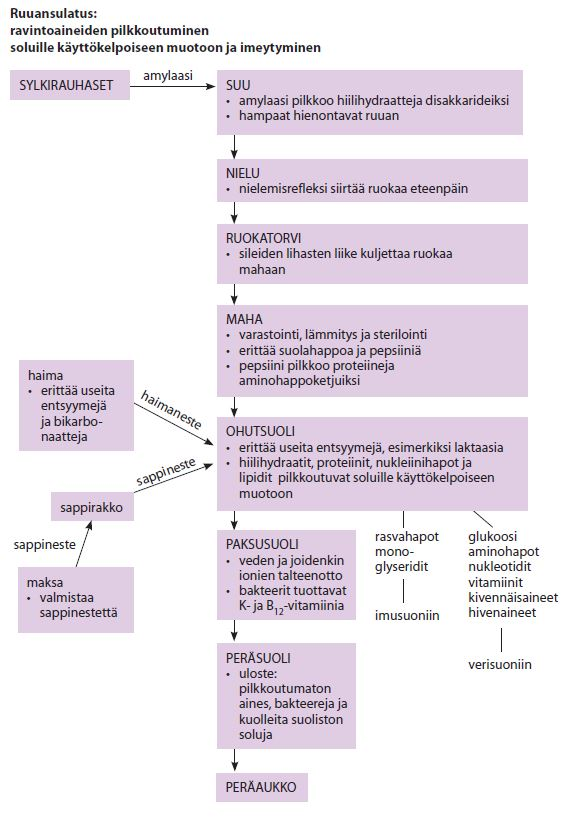 Ruuansulatus:
ravintoaineiden pilkkoutuminen
soluille käyttökelpoiseen muotoon ja imeytyminen
SYLKIRAUHASET
amylaasi
SUU
• amylaasi pilkkoo hiilihydraatteja disakkarideiksi
• hampaat hienontavat ruuan
NIELU
• nielemisrefleksi siirtää ruokaa eteenpäin
RUOKATORVI
• sileiden lihasten liike kuljettaa ruokaa
mahaan
MAHA
• varastointi, lämmitys ja sterilointi
• erittää suolahappoa ja pepsiiniä
• pepsiini pilkkoo proteiineja
aminohappoketjuiksi
haima
• erittää useita
entsyymejä
ja bikarbo-
naatteja
haimaneste
OHUTSUOLI
• erittää useita entsyymejä, esimerkiksi laktaasia
• hiilihydraatit, proteiinit, nukleiinihapot ja
lipidit pilkkoutuvat soluille käyttökelpoiseen
muotoon
sappineste
sappirakko
sappineste
maksa
• valmistaa
sappinestettä
PAKSUSUOLI
• veden ja joidenkin
ionien talteenotto
• bakteerit tuottavat
K- ja B12-vitamiinia
rasvahapot
mono-
glyseridit
imusuoniin
glukoosi
aminohapot
nukleotidit
vitamiinit
kivennäisaineet
hivenaineet
verisuoniin
PERÄSUOLI
• uloste:
pilkkoutumaton
aines, bakteereja ja
kuolleita suoliston
soluja
PERÄAUKKO